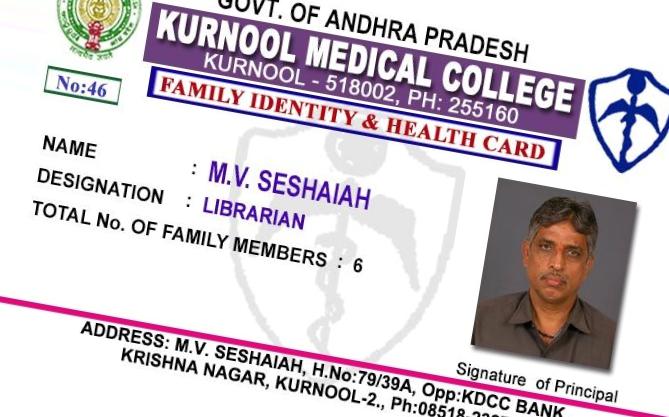 GOVT. OF ANDHRA PRADESH
KURNOOL MEDICAL COLLEGE
KURNOOL - 518002, PH: 255160
No:46
FAMILY IDENTITY & HEALTH CARD
NAME : M.V. SESHAIAH
DESIGNATION : LIBRARIAN
TOTAL No. OF FAMILY MEMBERS : 6
Signature of Principal
ADDRESS: M.V. SESHAIAH, H.No:79/39A, Opp:KDCC BANK
KRISHNA NAGAR, KURNOOL-2., Ph:08518-